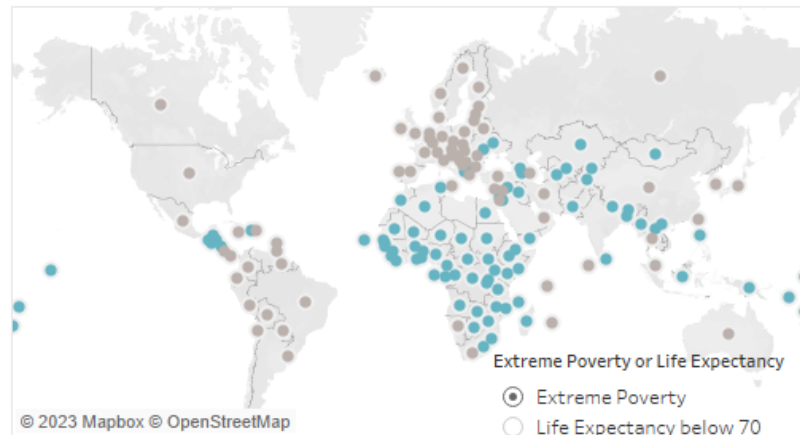 Extreme Poverty or Life Expectancy
Extreme Poverty
Life Expectancy below 70
© 2023 Mapbox © OpenStreetMap